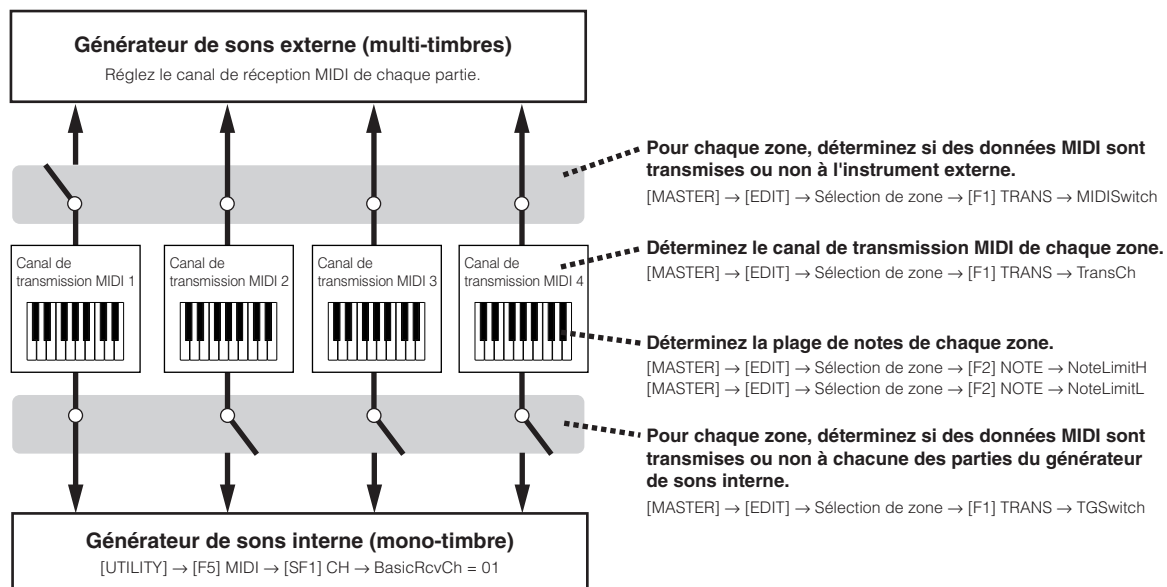 Générateur de sons externe (multi-timbres)
Réglez le canal de réception MIDI de chaque partie.
Pour chaque zone, déterminez si des données MIDI sont
transmises ou non à l'instrument externe.
[MASTER] → [EDIT] → Sélection de zone → [F1] TRANS → MIDISwitch
Canal de
transmission MIDI 1
Canal de
transmission MIDI 2
Canal de
transmission MIDI 3
Canal de
transmission MIDI 4
Déterminez le canal de transmission MIDI de chaque zone.
[MASTER] → [EDIT] → Sélection de zone → [F1] TRANS → TransCh
Déterminez la plage de notes de chaque zone.
[MASTER] → [EDIT] → Sélection de zone → [F2] NOTE → NoteLimitH
[MASTER] → [EDIT] → Sélection de zone → [F2] NOTE → NoteLimitL
Pour chaque zone, déterminez si des données MIDI sont
transmises ou non à chacune des parties du générateur
de sons interne.
[MASTER] → [EDIT] → Sélection de zone → [F1] TRANS → TGSwitch
Générateur de sons interne (mono-timbre)
[UTILITY] → [F5] MIDI → [SF1] CH → BasicRcvCh = 01